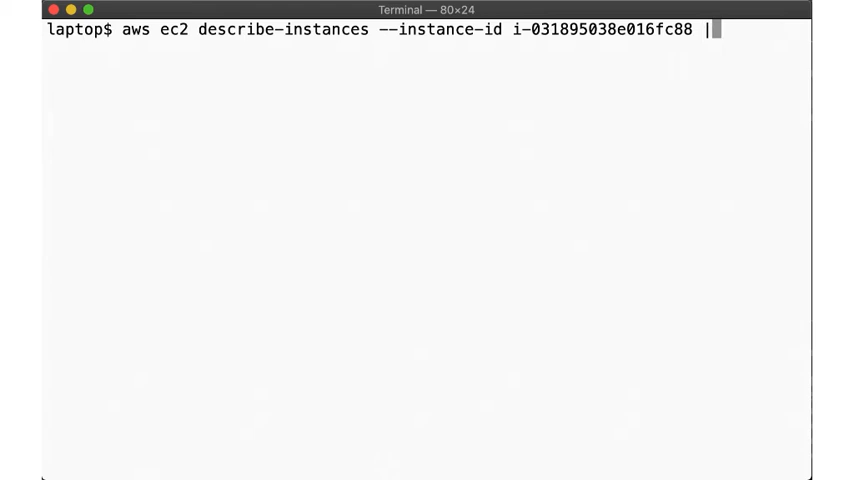 Terminal — 80×24
laptop$ aws ec2 describe-instances --instance-id i-031895038e016fc88 |